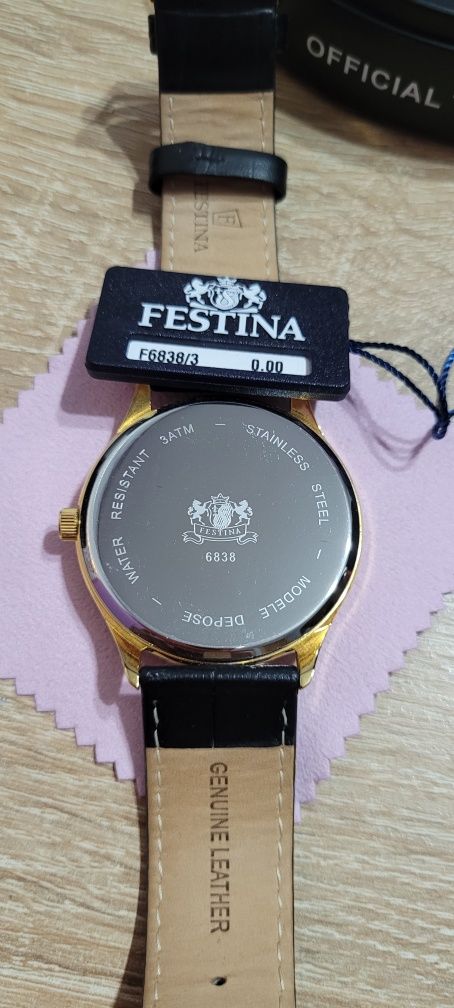 OFFICIAL
FESTINA
FESTINA
F6838/3 0.00
WATER RESISTANT 3ATM – STAINLESS STEEL – MODELE DEPOSE –
FESTINA
6838
GENUINE LEATHER